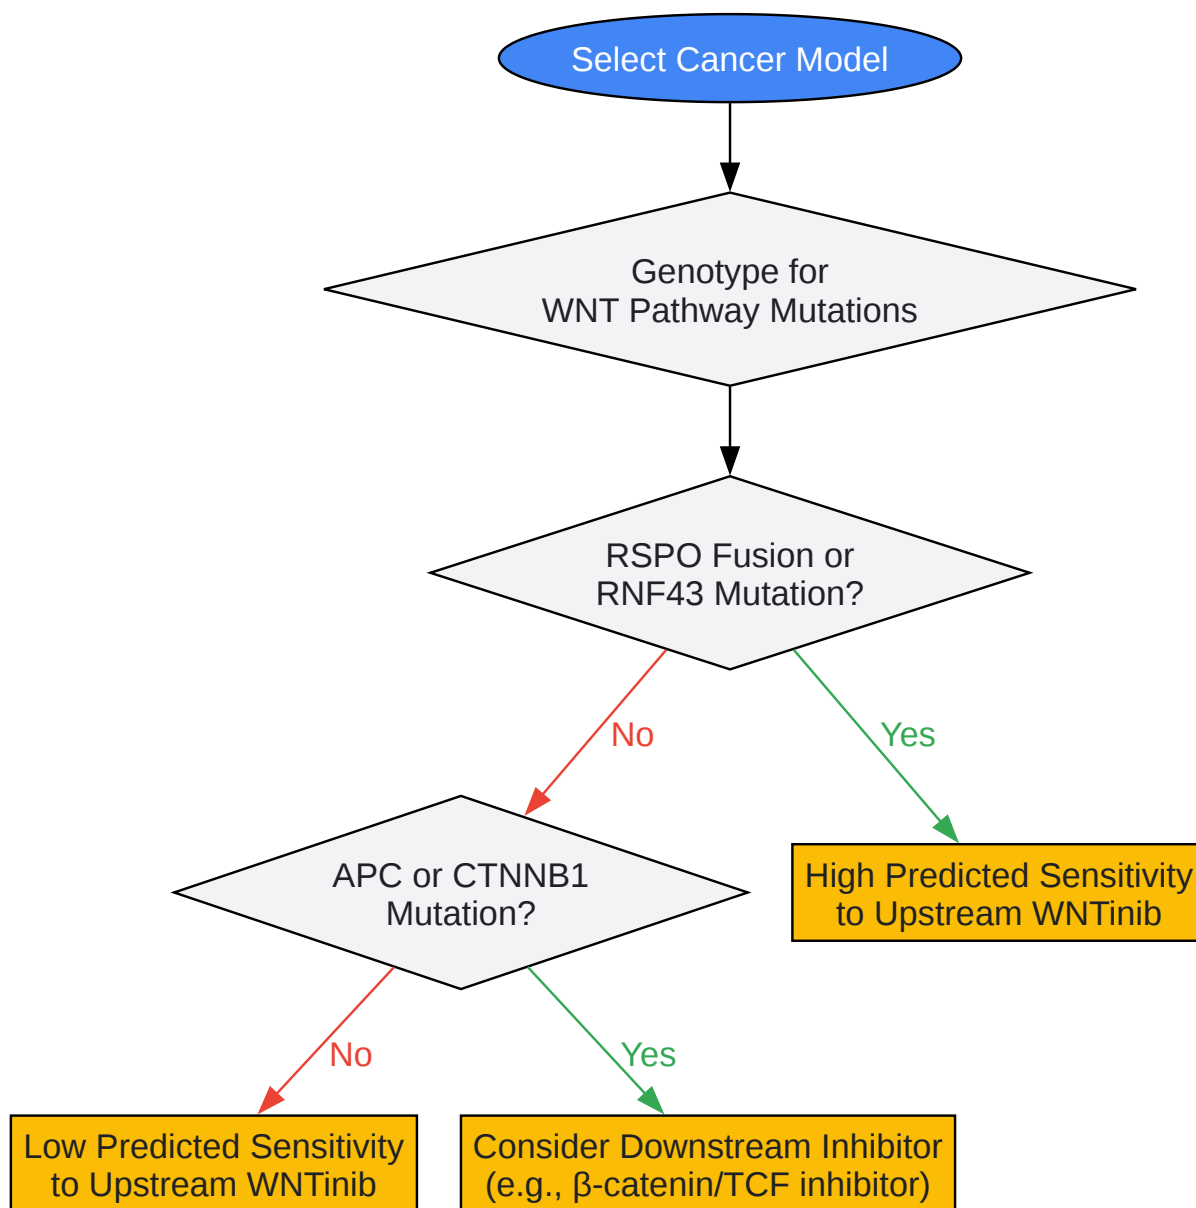 Select Cancer Model
Genotype for
WNT Pathway Mutations
RSPO Fusion or
RNF43 Mutation?
No
Yes
APC or CTNNB1
Mutation?
High Predicted Sensitivity
to Upstream WNTinib
No
Yes
Low Predicted Sensitivity
to Upstream WNTinib
Consider Downstream Inhibitor
(e.g., β-catenin/TCF inhibitor)